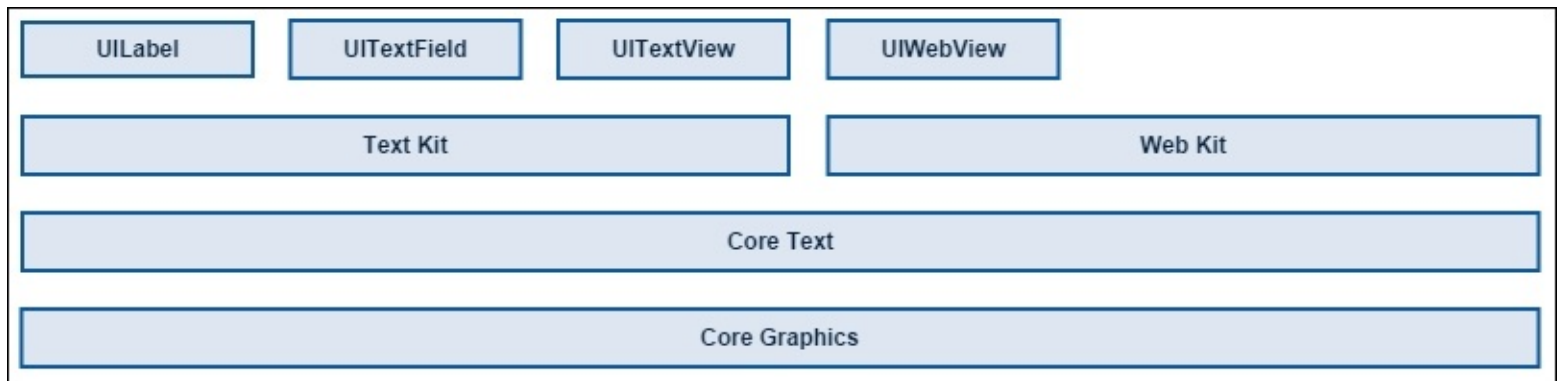 UILabel UITextField UITextView UIWebView
Text Kit Web Kit
Core Text
Core Graphics